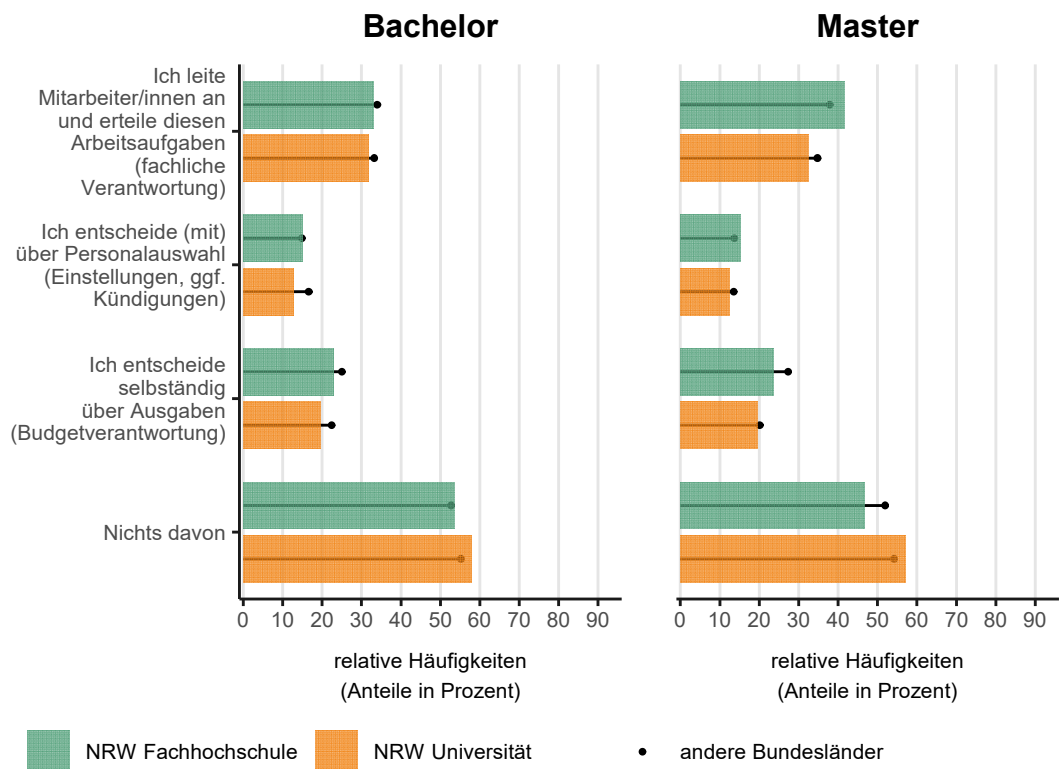 Bachelor
Master
Ich leite
Mitarbeiter/innen an
und erteile diesen
Arbeitsaufgaben
(fachliche
Verantwortung)
Ich entscheide (mit)
über Personalauswahl
(Einstellungen, ggf.
Kündigungen)
Ich entscheide
selbständig
über Ausgaben
(Budgetverantwortung)
Nichts davon
0 10 20 30 40 50 60 70 80 90
0 10 20 30 40 50 60 70 80 90
relative Häufigkeiten
(Anteile in Prozent)
relative Häufigkeiten
(Anteile in Prozent)
NRW Fachhochschule NRW Universität andere Bundesländer